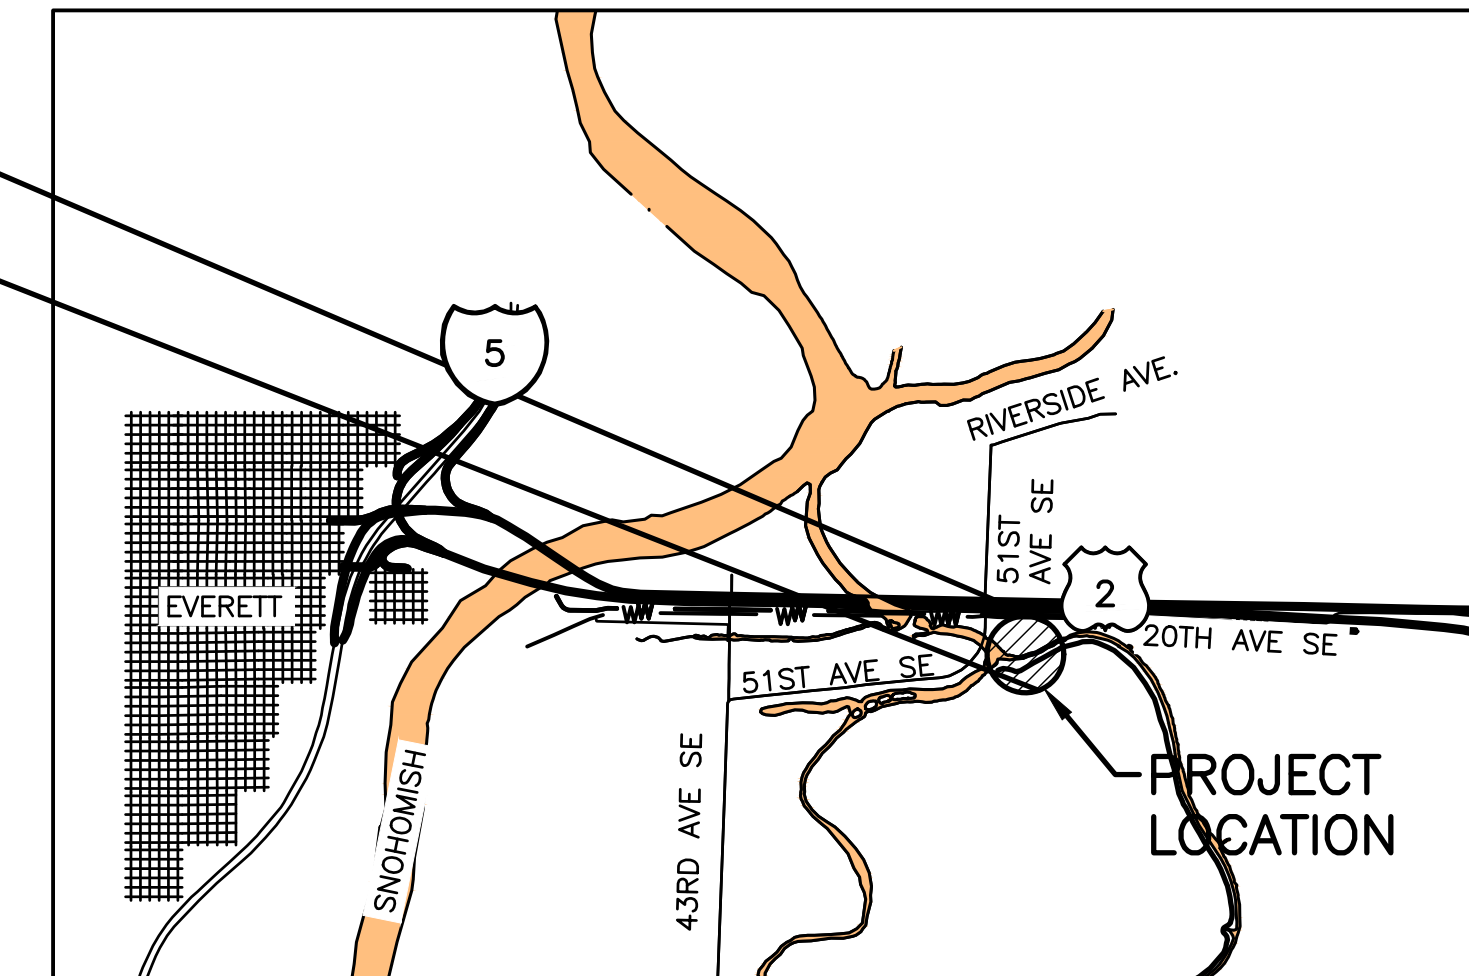 5
RIVERSIDE AVE.
51ST
AVE SE
2
EVERETT
20TH AVE SE
51ST AVE SE
43RD AVE SE
SNOHOMISH
PROJECT
LOCATION